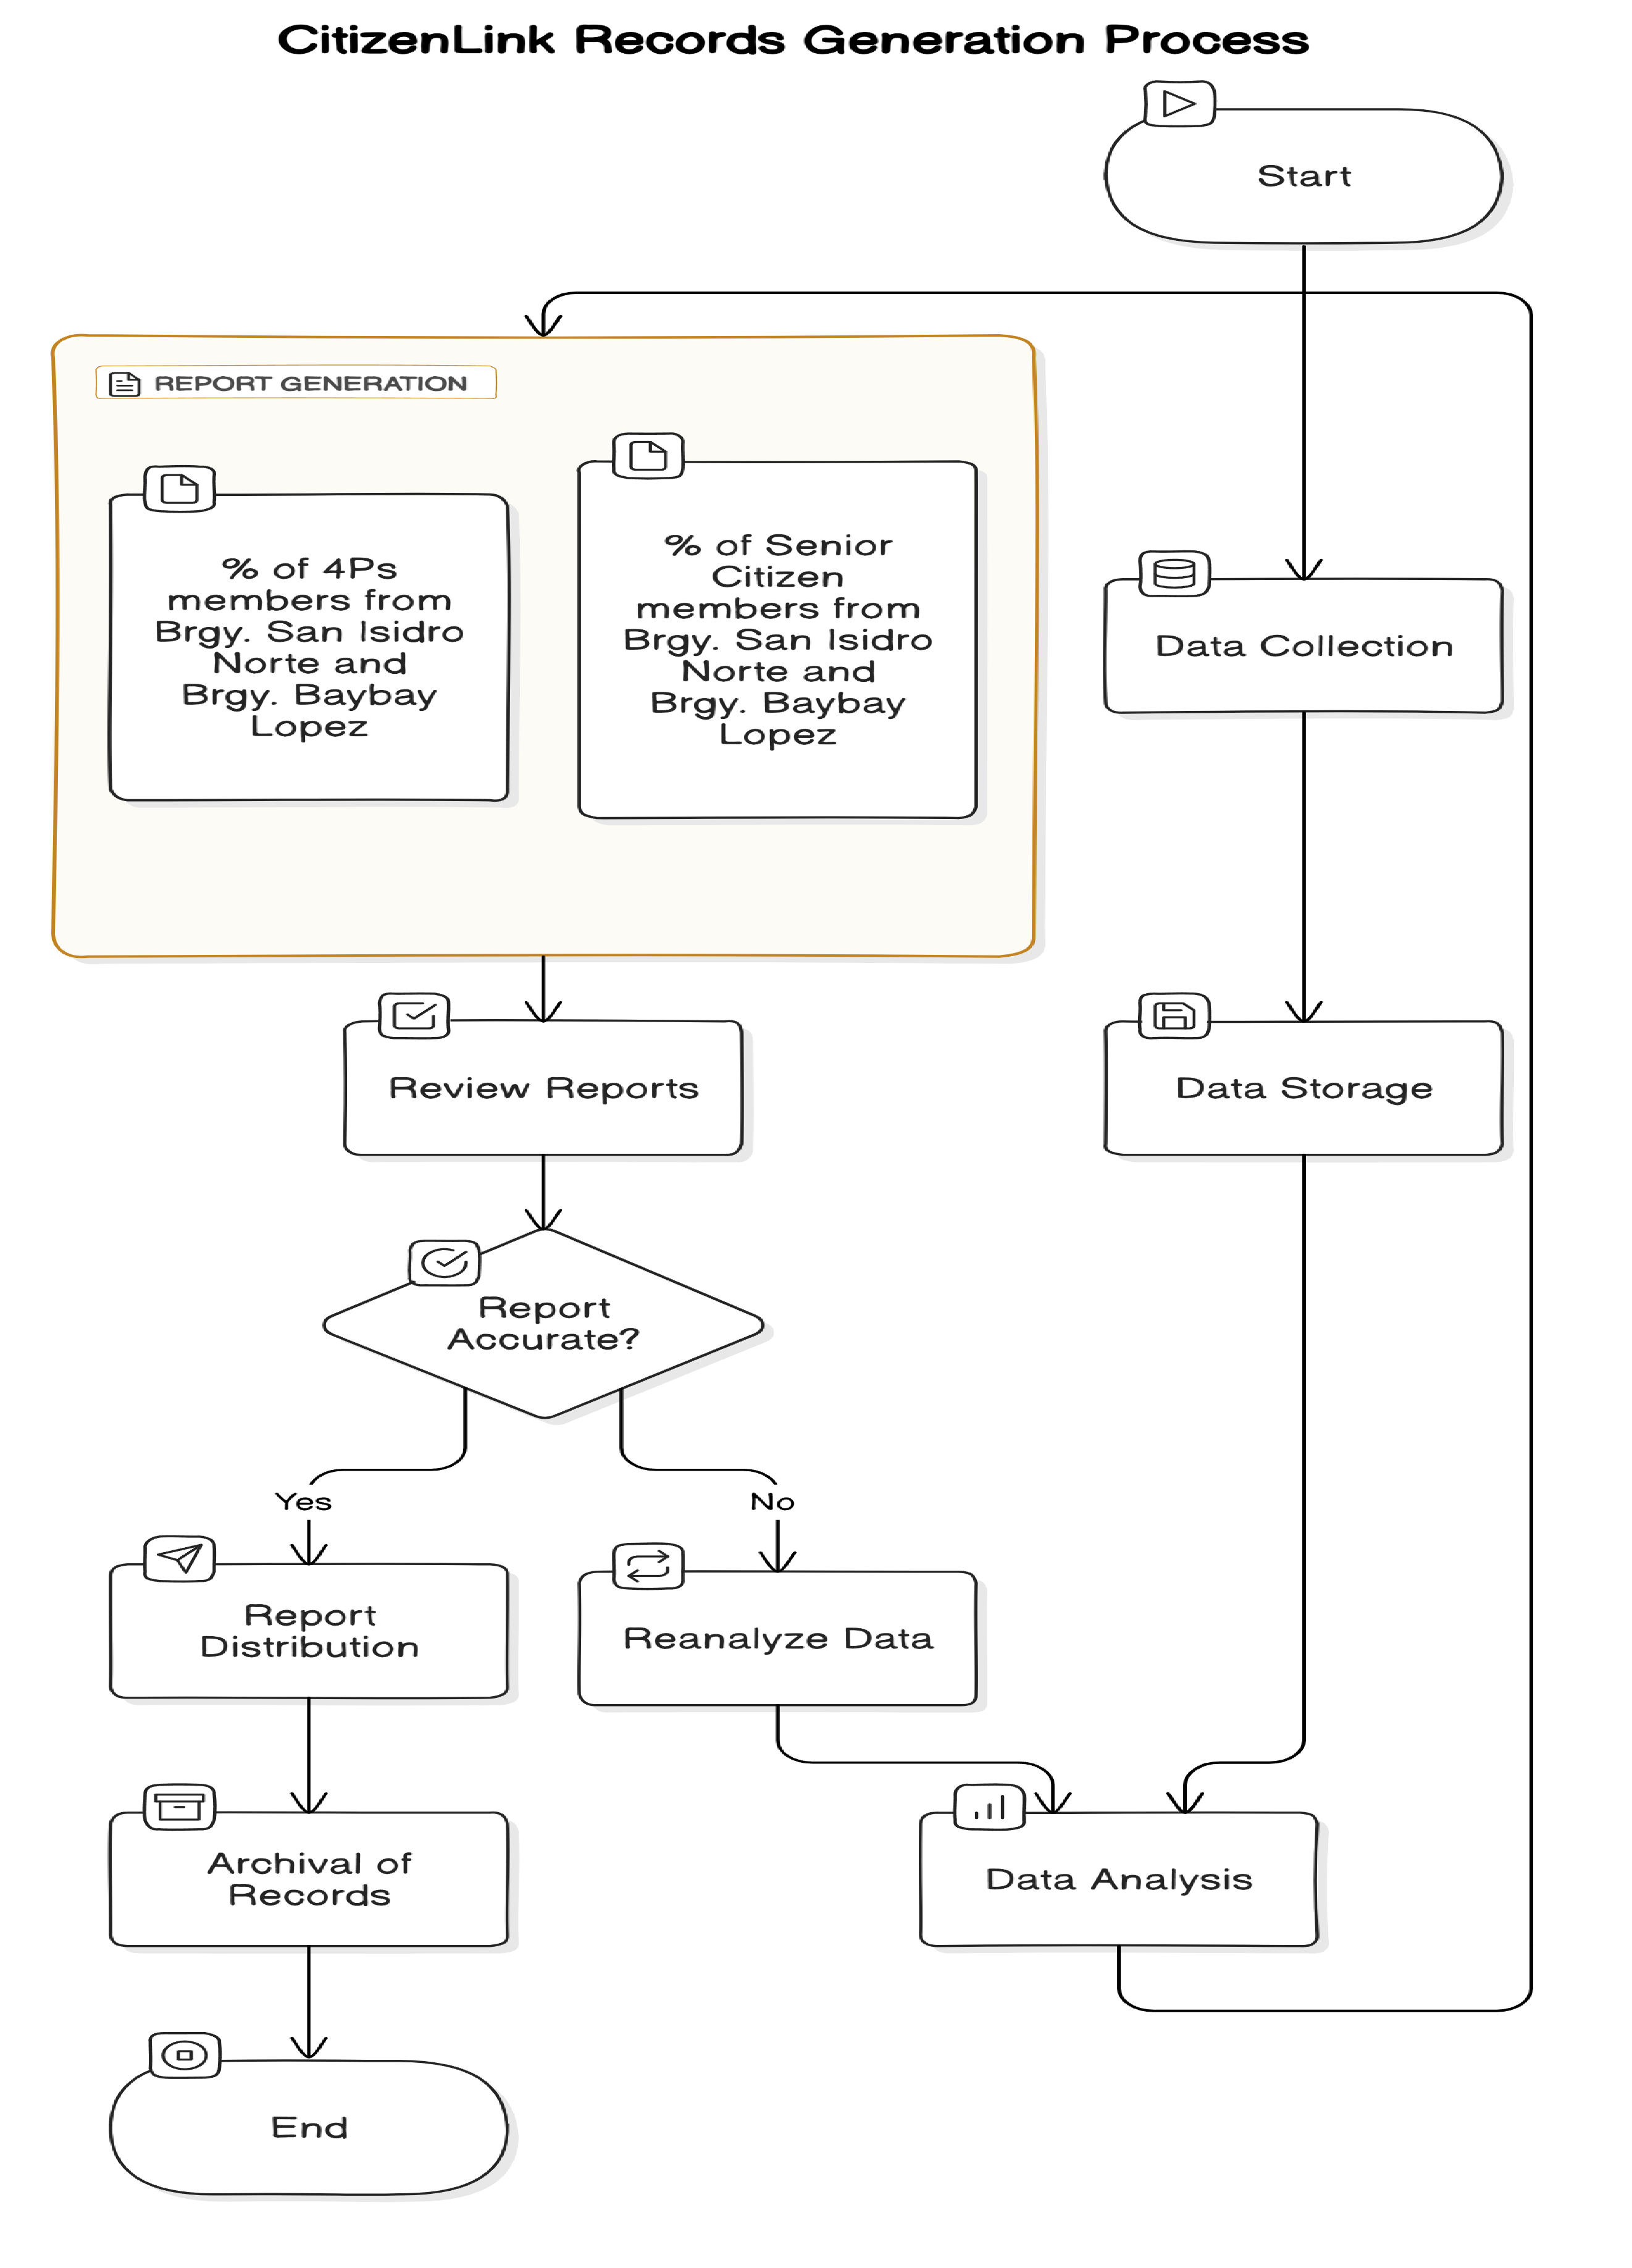 CitizenLink Records Generation Process
Start
REPORT GENERATION
% of 4Ps
members from
Brgy. San Isidro
Norte and
Brgy. Baybay
Lopez
% of Senior
Citizen
members from
Brgy. San Isidro
Norte and
Brgy. Baybay
Lopez
Data Collection
Review Reports
Data Storage
Report
Accurate?
Yes
No
Report
Distribution
Reanalyze Data
Archival of
Records
Data Analysis
End